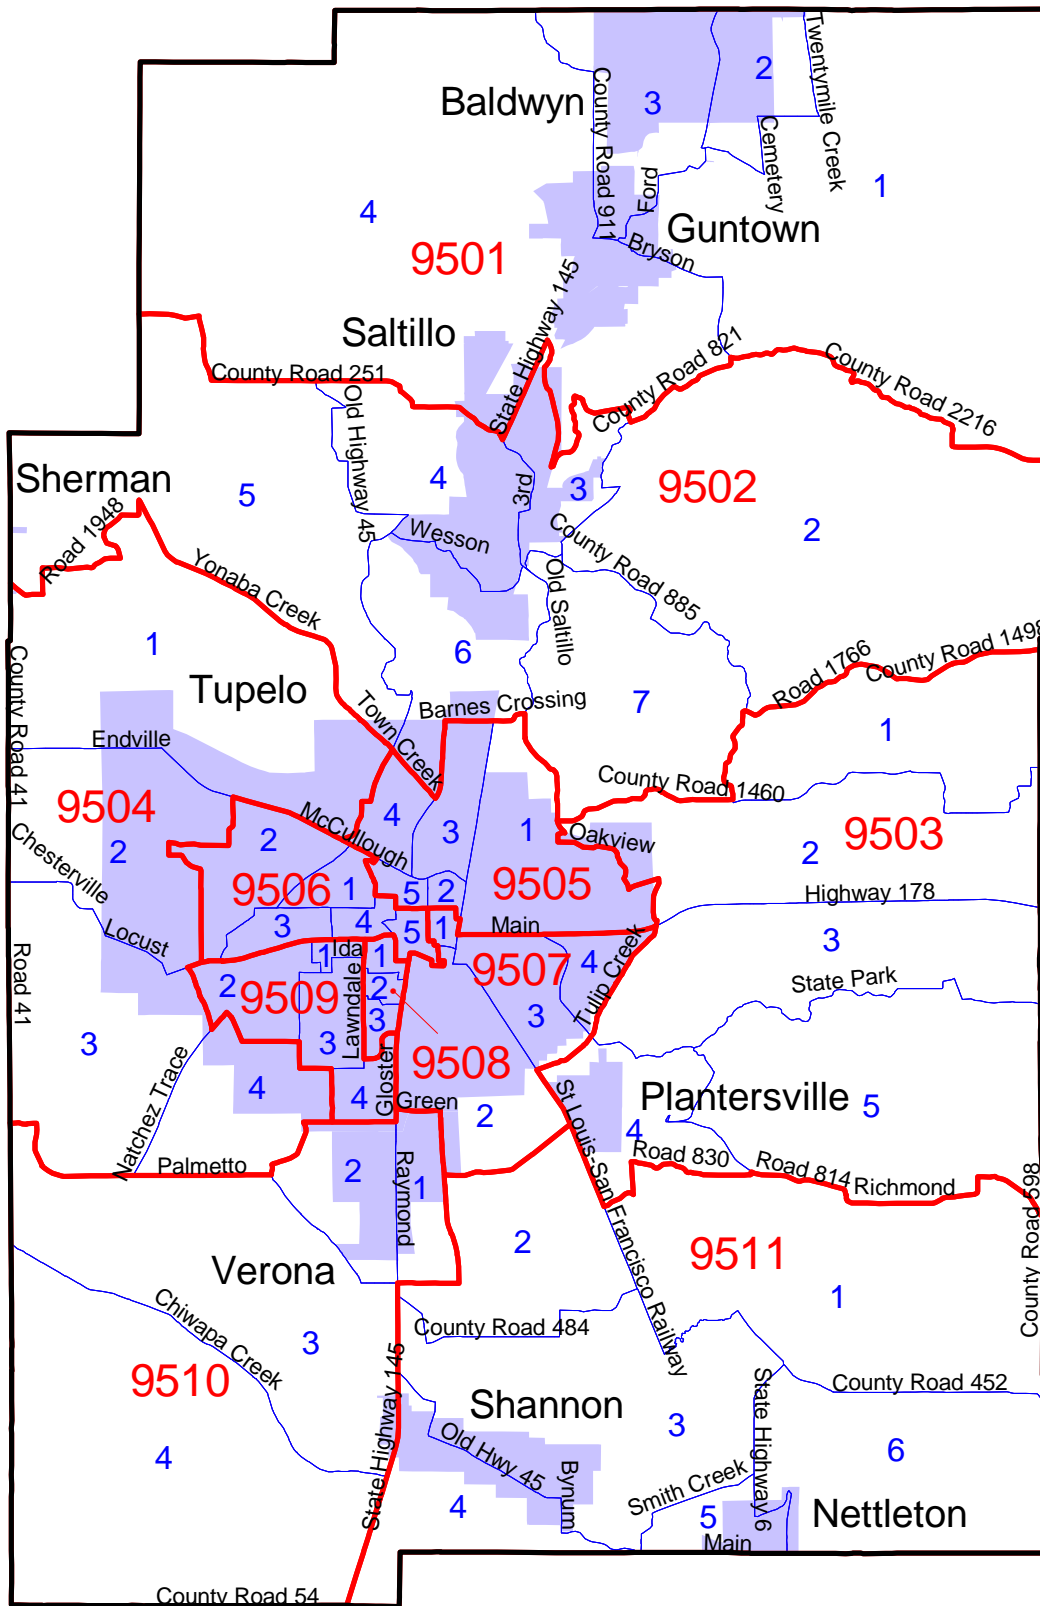 Baldwyn
3
2
Twentymile Creek
County Road 911
Cemetery
Ford
1
4
Guntown
9501
Bryson
Saltillo
State Highway 145
County Road 251
County Road 821
County Road 2216
Old Highway 45
Sherman
5
4
3rd
3
9502
2
Road 1948
Wesson
County Road 885
Yonaba Creek
Old Saltillo
1
6
Road 1766
County Road 1498
County Road 41
Tupelo
7
Barnes Crossing
Town Creek
1
Endville
County Road 1460
9504
McCullough
4
3
1
Oakview
9503
2
2
2
Chesterville
9506
1
5
2
9505
Highway 178
Locust
3
4
5
1
Main
3
Road 41
Ida
1
1
4
Tulip Creek
State Park
2
9509
Lawndale
2
9507
3
3
3
3
9508
Gloster
Plantersville
4
4
Green
2
5
Natchez Trace
St Louis-San Francisco Railway
4
Road 830
Road 814
Richmond
Palmetto
2
1
Raymond
County Road 598
2
9511
Verona
1
Chiwapa Creek
3
County Road 484
9510
State Highway 145
Shannon
State Highway 6
County Road 452
3
4
Old Hwy 45
6
Bynum
Smith Creek
4
5
Nettleton
Main
County Road 54